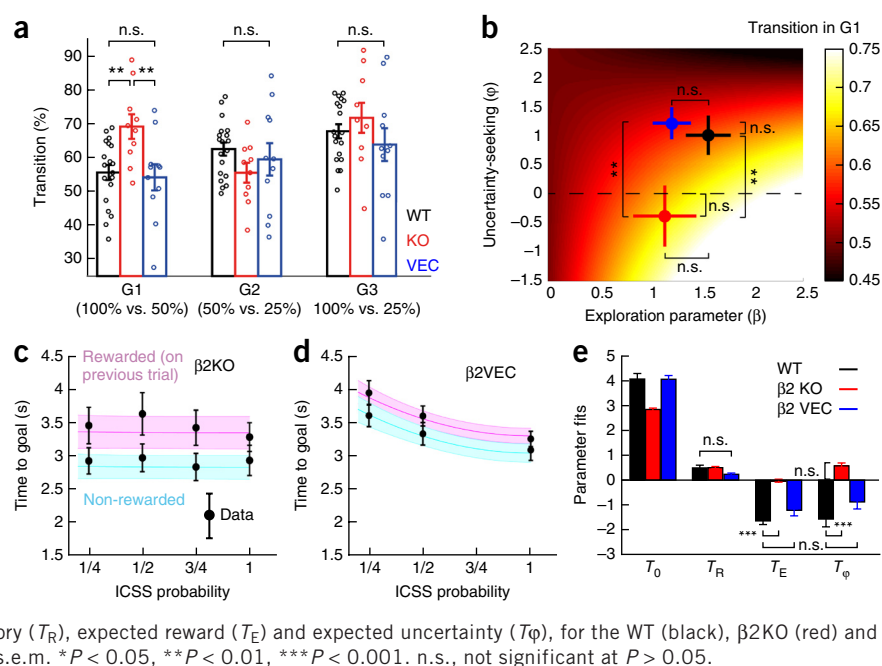 a
n.s.
n.s.
n.s.
** **
Transition (%)
90
80
70
60
50
40
30
WT
KO
VEC
G1
G2
G3
(100% vs. 50%)
(50% vs. 25%)
100% vs. 25%)
b
Transition in G1
Uncertainty-seeking (φ)
2.5
2
1.5
1
0.5
0
−0.5
−1
−1.5
n.s.
n.s.
**
**
n.s.
n.s.
0 0.5 1.0 1.5 2.0 2.5
Exploration parameter (β)
0.75
0.70
0.65
0.60
0.55
0.50
0.45
c
Time to goal (s)
4.5
4
3.5
3
2.5
2
1.5
Rewarded (on
previous trial)
β2KO
Non-rewarded
Data
1/4 1/2 3/4 1
ICSS probability
d
Time to goal (s)
4.5
4
3.5
3
2.5
2
1.5
β2VEC
1/4 1/2 3/4 1
ICSS probability
e
Parameter fits
5
4
3
2
1
0
−1
−2
−3
WT
β2 KO
β2 VEC
n.s.
n.s.
***
***
n.s.
T0 TR TE Tφ
ory (TR), expected reward (TE) and expected uncertainty (Tφ), for the WT (black), β2KO (red) and
s.e.m. *P < 0.05, **P < 0.01, ***P < 0.001. n.s., not significant at P > 0.05.